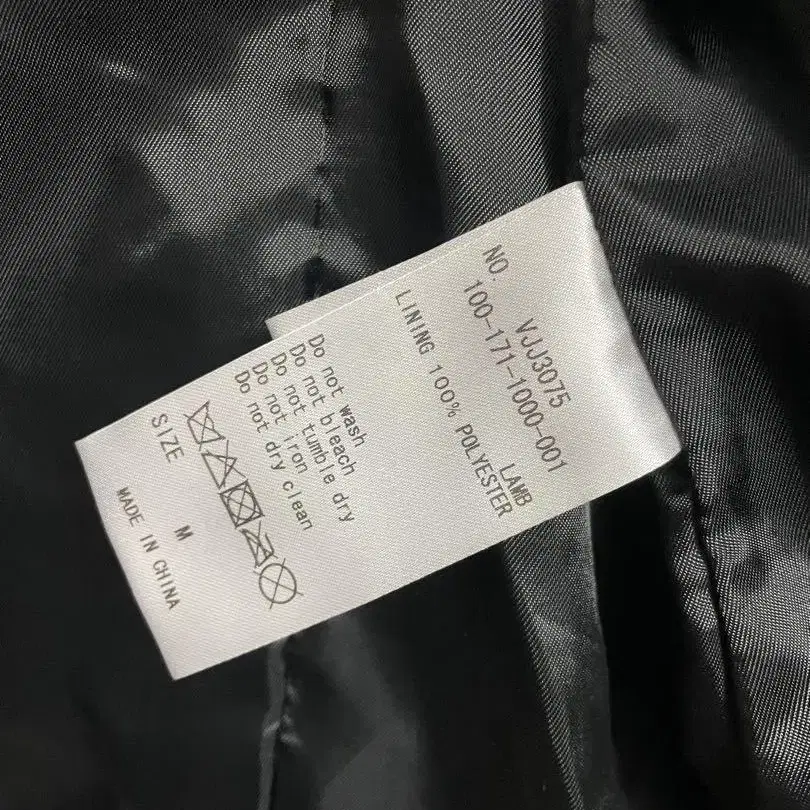 NO. VJJ3075
100-171-1000-001
LAMB
LINING 100% POLYESTER
Do not wash
Do not bleach
Do not tumble dry
Do not iron
Do not dry clean
SIZE M
MADE IN CHINA